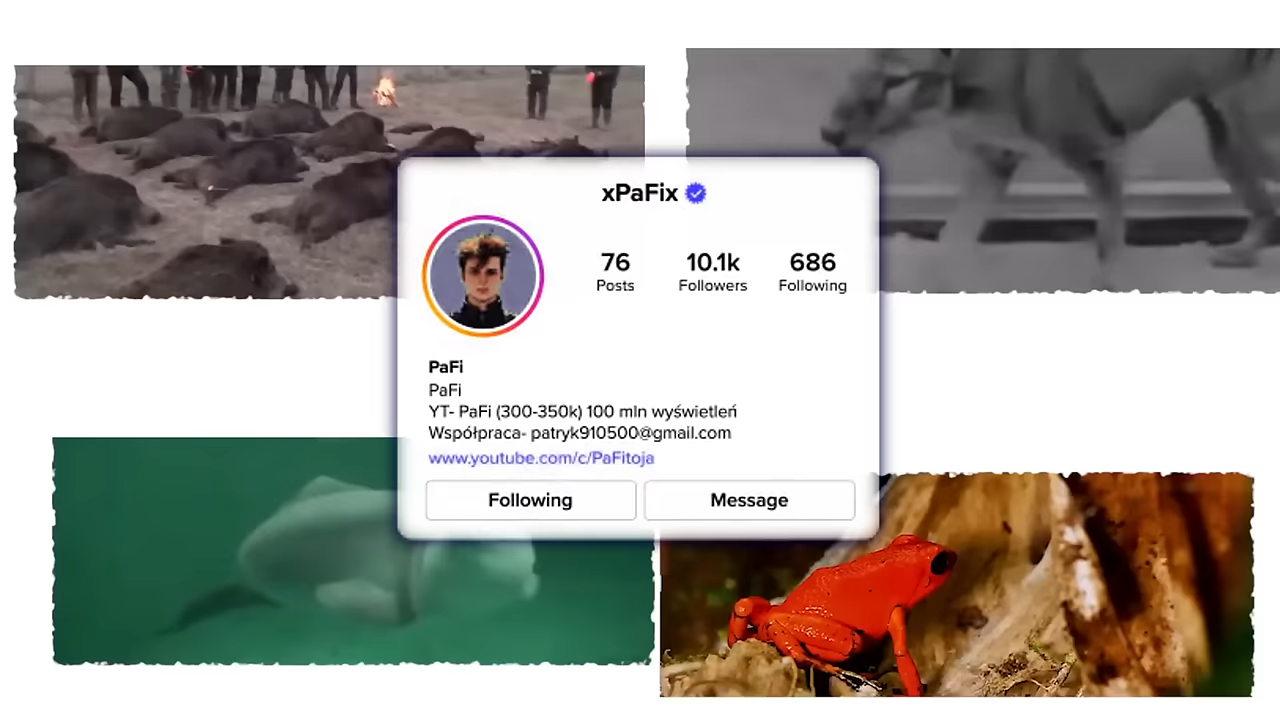 xPaFix
76 10.1k 686
Posts Followers Following
PaFi
PaFi
YT- PaFi (300-350k) 100 mln wyświetleń
Współpraca- patryk910500@gmail.com
www.youtube.com/c/PaFitoja
Following Message